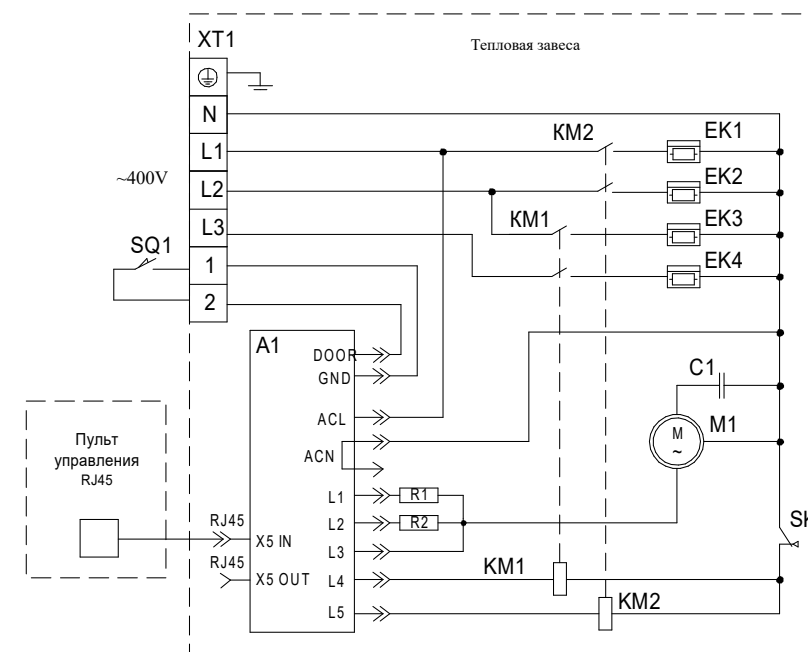 XT1
Тепловая завеса
N
KM2
EK1
L1
~400V
L2
EK2
KM1
EK3
L3
SQ1
EK4
1
2
A1
DOOR
GND
C1
ACL
M1
M
~
ACN
Пульт
управления
RJ45
L1
R1
L2
R2
RJ45
X5 IN
L3
SK
RJ45
X5 OUT
L4
KM1
L5
KM2